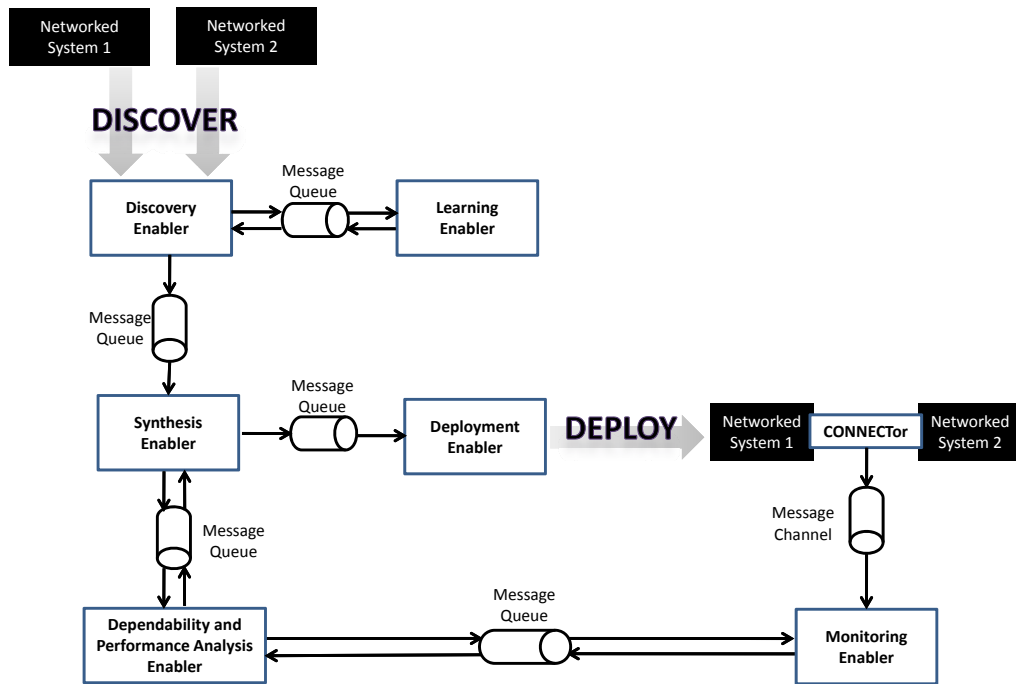 Networked
System 1
Networked
System 2
DISCOVER
Discovery
Enabler
Message
Queue
Learning
Enabler
Message
Queue
Synthesis
Enabler
Message
Queue
Deployment
Enabler
DEPLOY
Networked
System 1
CONNECTor
Networked
System 2
Message
Channel
Message
Queue
Dependability and
Performance Analysis
Enabler
Message
Queue
Monitoring
Enabler